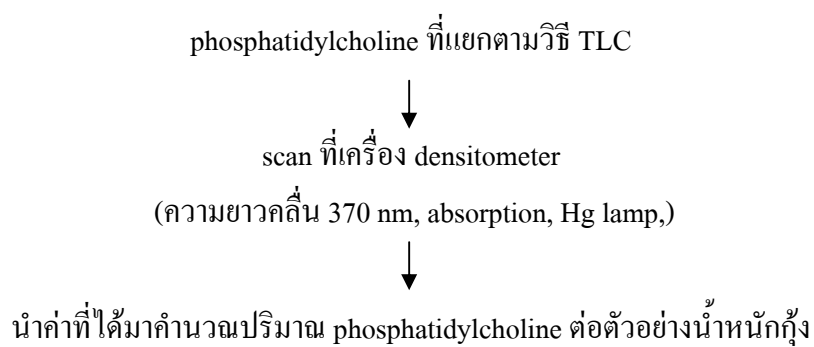 phosphatidylcholine ที่แยกตามวิธี TLC
scan ที่เครื่อง densitometer
(ความยาวคลื่น 370 nm, absorption, Hg lamp,)
นำค่าที่ได้มาคำนวณปริมาณ phosphatidylcholine ต่อตัวอย่างน้ำหนักกุ้ง